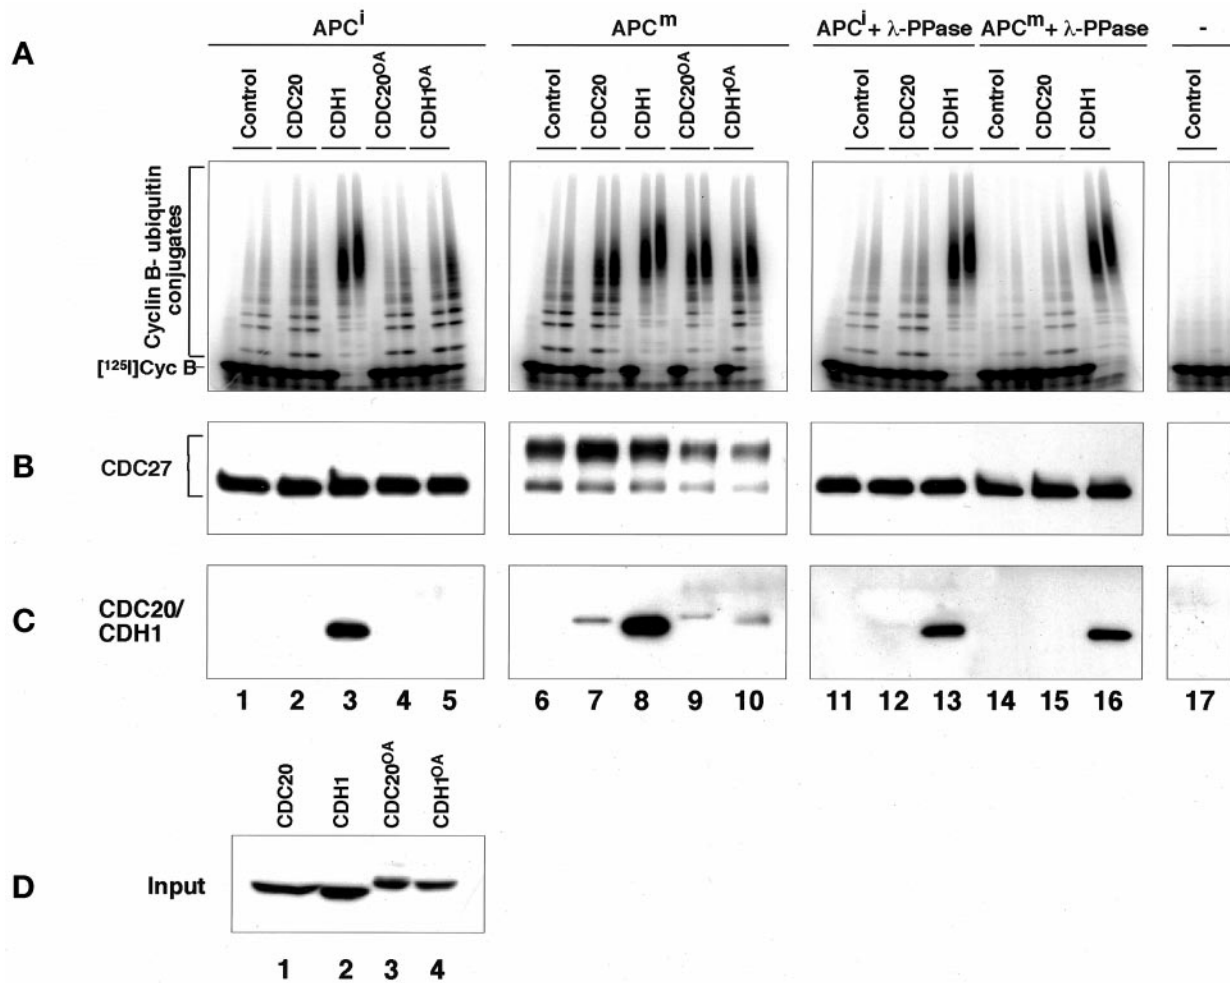 A
APCⁱ APCᵐ APCⁱ+ λ-PPase APCᵐ+ λ-PPase -
Control CDC20 CDH1 CDC20ᴼᴬ CDH1ᴼᴬ Control CDC20 CDH1 CDC20ᴼᴬ CDH1ᴼᴬ Control CDC20 CDH1 Control CDC20 CDH1 Control
Cyclin B- ubiquitin
conjugates
[¹²⁵I]Cyc B
B CDC27
C CDC20/
CDH1
1 2 3 4 5 6 7 8 9 10 11 12 13 14 15 16 17
CDC20 CDH1 CDC20ᴼᴬ CDH1ᴼᴬ
D Input
1 2 3 4